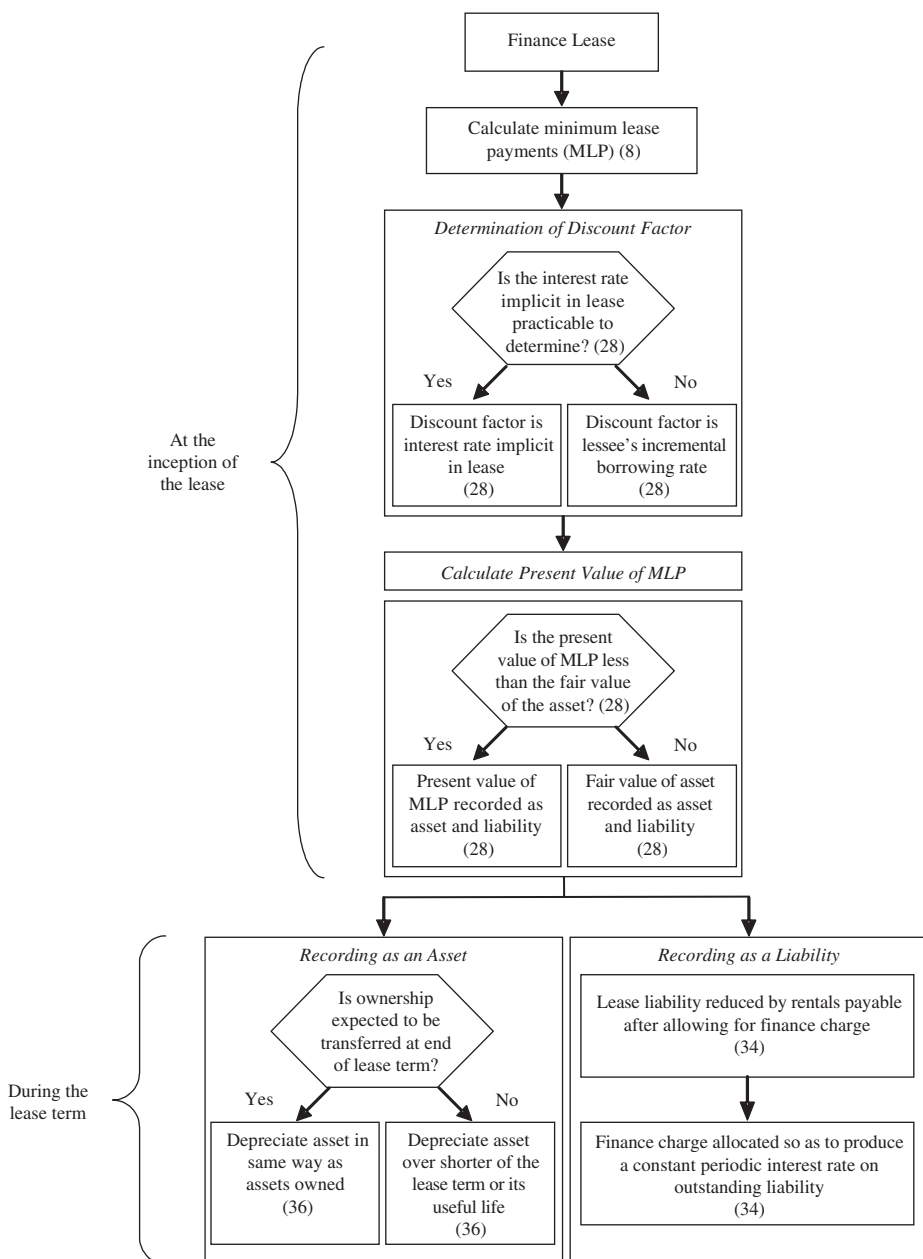 Finance Lease
Calculate minimum lease
payments (MLP) (8)
Determination of Discount Factor
Is the interest rate
implicit in lease
practicable to
determine? (28)
Yes
No
Discount factor is
interest rate implicit
in lease
(28)
Discount factor is
lessee's incremental
borrowing rate
(28)
At the
inception of
the lease
Calculate Present Value of MLP
Is the present
value of MLP less
than the fair value
of the asset? (28)
Yes
No
Present value of
MLP recorded as
asset and liability
(28)
Fair value of asset
recorded as asset
and liability
(28)
During the
lease term
Recording as an Asset
Is ownership
expected to be
transferred at end
of lease term?
Yes
No
Depreciate asset in
same way as
assets owned
(36)
Depreciate asset
over shorter of the
lease term or its
useful life
(36)
Recording as a Liability
Lease liability reduced by rentals payable
after allowing for finance charge
(34)
Finance charge allocated so as to produce
a constant periodic interest rate on
outstanding liability
(34)